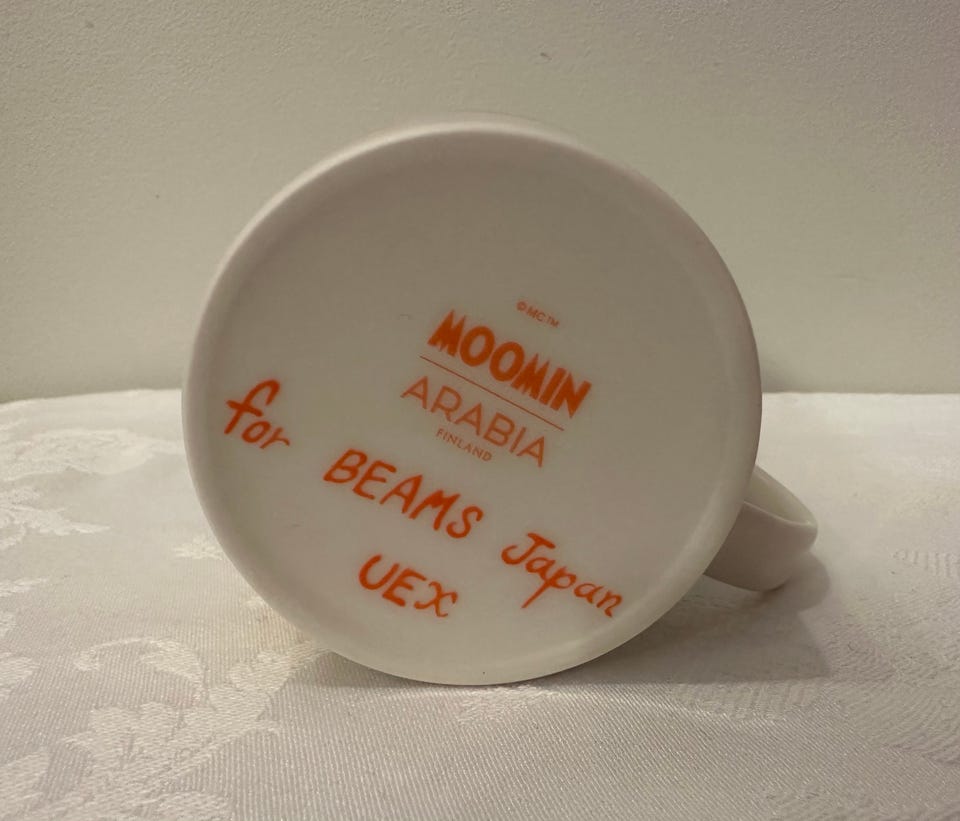 ©MC™
MOOMIN
ARABIA
FINLAND
for BEAMS Japan
UEX